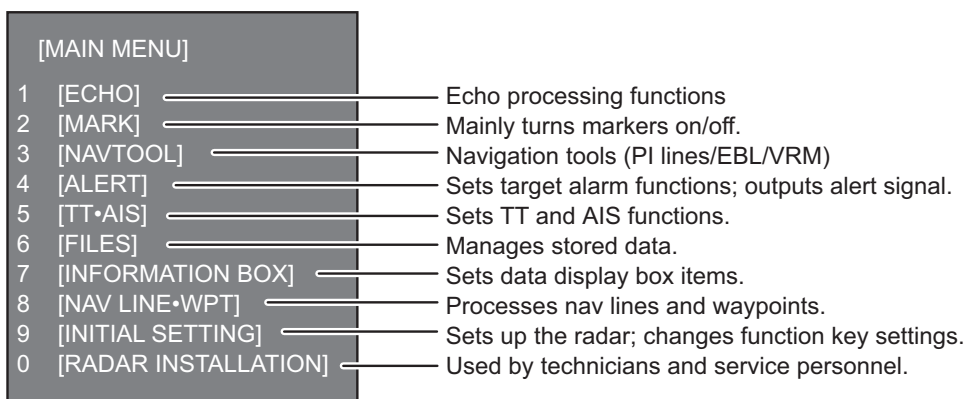 [MAIN MENU]
1 [ECHO] Echo processing functions
2 [MARK] Mainly turns markers on/off.
3 [NAVTOOL] Navigation tools (PI lines/EBL/VRM)
4 [ALERT] Sets target alarm functions; outputs alert signal.
5 [TT•AIS] Sets TT and AIS functions.
6 [FILES] Manages stored data.
7 [INFORMATION BOX] Sets data display box items.
8 [NAV LINE•WPT] Processes nav lines and waypoints.
9 [INITIAL SETTING] Sets up the radar; changes function key settings.
0 [RADAR INSTALLATION] Used by technicians and service personnel.